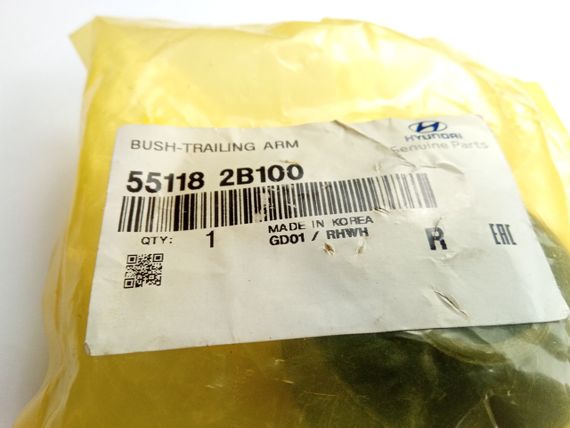 HYUNDAI
BUSH-TRAILING ARM
Genuine Parts
55118 2B100
QTY: 1
MADE IN KOREA
GD01 / RHWH
R
EAC